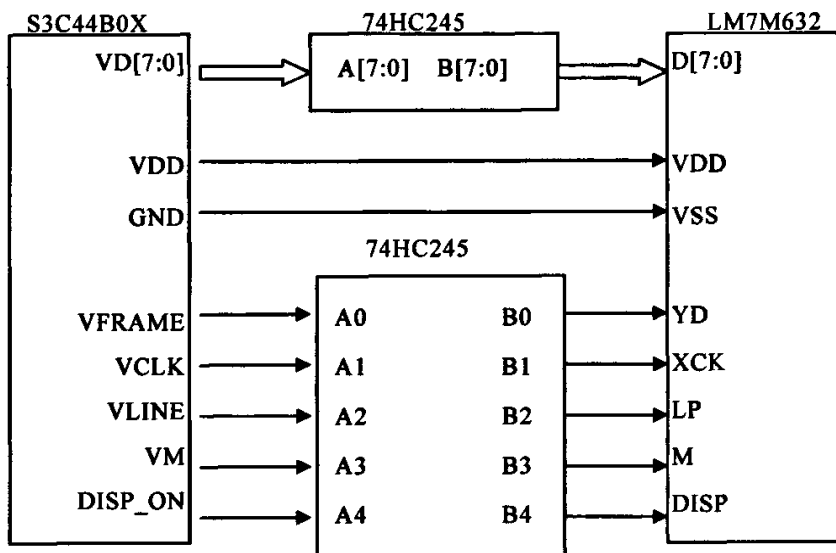 S3C44B0X 74HC245 LM7M632
VD[7:0] A[7:0] B[7:0] D[7:0]
VDD VDD
GND VSS
74HC245
VFRAME A0 B0 YD
VCLK A1 B1 XCK
VLINE A2 B2 LP
VM A3 B3 M
DISP_ON A4 B4 DISP